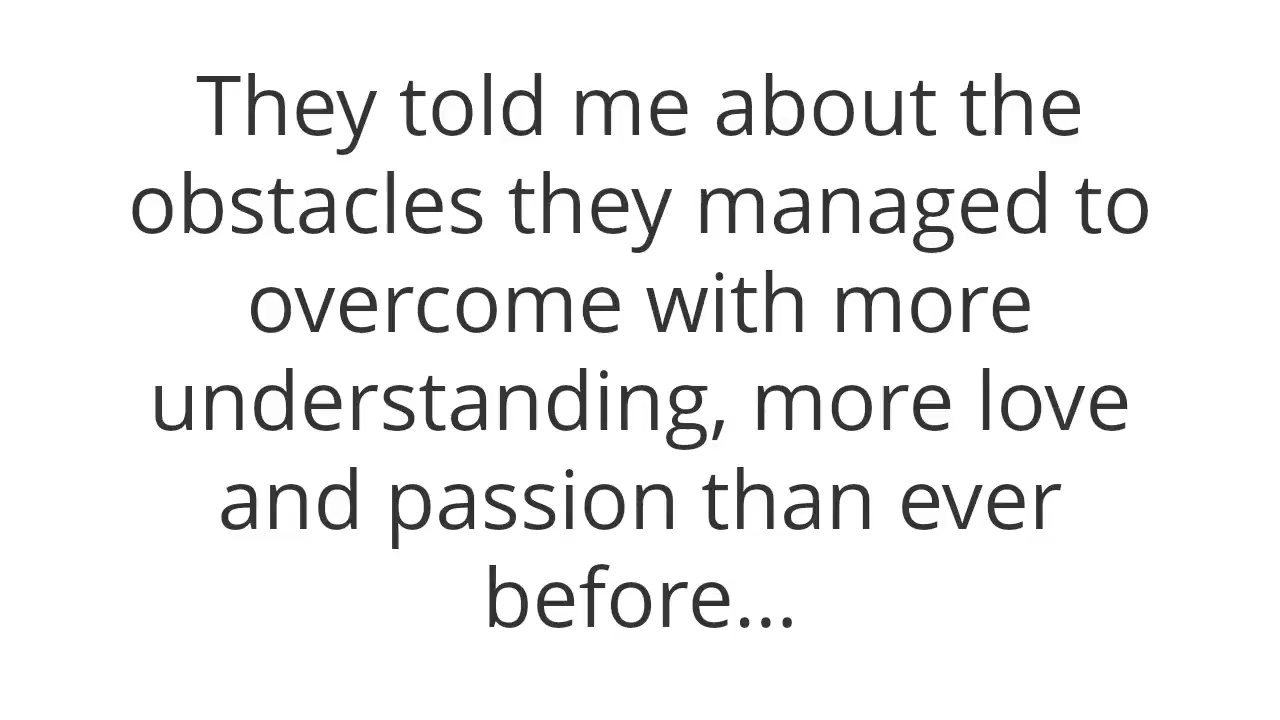 They told me about the
obstacles they managed to
overcome with more
understanding, more love
and passion than ever
before...